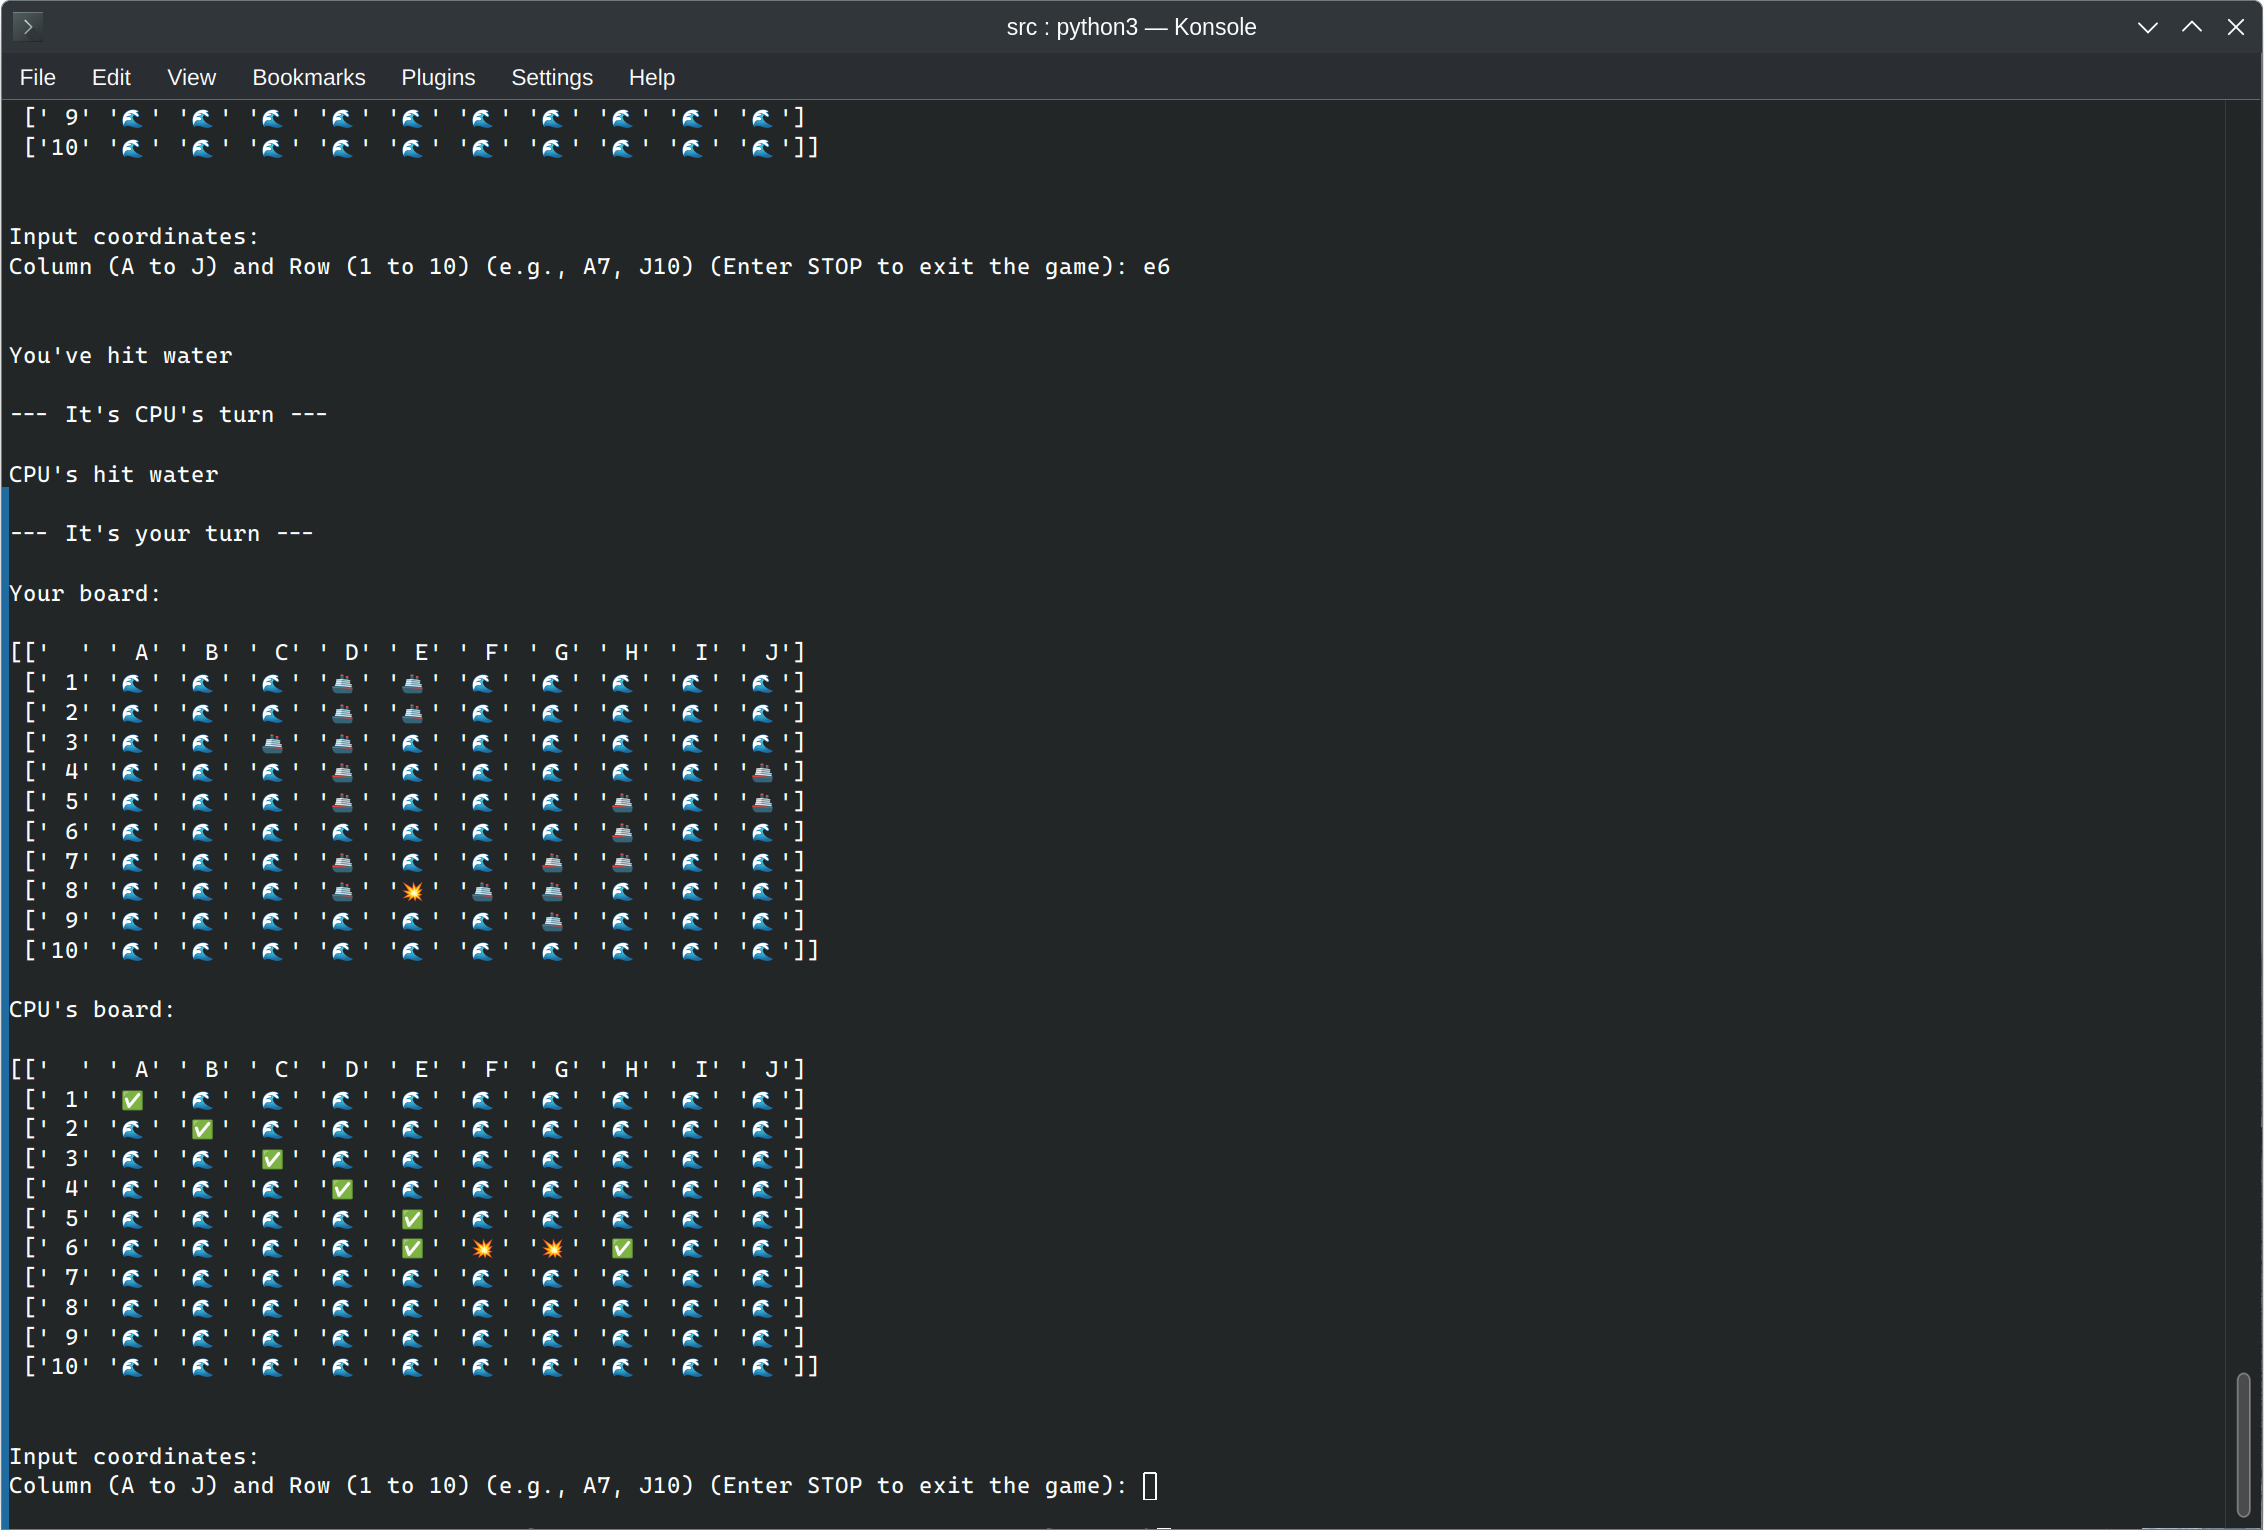 src : python3 — Konsole
File Edit View Bookmarks Plugins Settings Help
[' 9' '🌊' '🌊' '🌊' '🌊' '🌊' '🌊' '🌊' '🌊' '🌊' '🌊']
['10' '🌊' '🌊' '🌊' '🌊' '🌊' '🌊' '🌊' '🌊' '🌊' '🌊']]
Input coordinates:
Column (A to J) and Row (1 to 10) (e.g., A7, J10) (Enter STOP to exit the game): e6
You've hit water
--- It's CPU's turn ---
CPU's hit water
--- It's your turn ---
Your board:
[['  ' ' A' ' B' ' C' ' D' ' E' ' F' ' G' ' H' ' I' ' J']
[' 1' '🌊' '🌊' '🌊' '🚢' '🚢' '🌊' '🌊' '🌊' '🌊' '🌊']
[' 2' '🌊' '🌊' '🌊' '🚢' '🚢' '🌊' '🌊' '🌊' '🌊' '🌊']
[' 3' '🌊' '🌊' '🚢' '🚢' '🌊' '🌊' '🌊' '🌊' '🌊' '🌊']
[' 4' '🌊' '🌊' '🌊' '🚢' '🌊' '🌊' '🌊' '🌊' '🌊' '🚢']
[' 5' '🌊' '🌊' '🌊' '🚢' '🌊' '🌊' '🌊' '🚢' '🌊' '🚢']
[' 6' '🌊' '🌊' '🌊' '🌊' '🌊' '🌊' '🌊' '🚢' '🌊' '🌊']
[' 7' '🌊' '🌊' '🌊' '🚢' '🌊' '🌊' '🚢' '🚢' '🌊' '🌊']
[' 8' '🌊' '🌊' '🌊' '🚢' '💥' '🚢' '🚢' '🌊' '🌊' '🌊']
[' 9' '🌊' '🌊' '🌊' '🌊' '🌊' '🌊' '🚢' '🌊' '🌊' '🌊']
['10' '🌊' '🌊' '🌊' '🌊' '🌊' '🌊' '🌊' '🌊' '🌊' '🌊']]
CPU's board:
[['  ' ' A' ' B' ' C' ' D' ' E' ' F' ' G' ' H' ' I' ' J']
[' 1' '✅' '🌊' '🌊' '🌊' '🌊' '🌊' '🌊' '🌊' '🌊' '🌊']
[' 2' '🌊' '✅' '🌊' '🌊' '🌊' '🌊' '🌊' '🌊' '🌊' '🌊']
[' 3' '🌊' '🌊' '✅' '🌊' '🌊' '🌊' '🌊' '🌊' '🌊' '🌊']
[' 4' '🌊' '🌊' '🌊' '✅' '🌊' '🌊' '🌊' '🌊' '🌊' '🌊']
[' 5' '🌊' '🌊' '🌊' '🌊' '✅' '🌊' '🌊' '🌊' '🌊' '🌊']
[' 6' '🌊' '🌊' '🌊' '🌊' '✅' '💥' '💥' '✅' '🌊' '🌊']
[' 7' '🌊' '🌊' '🌊' '🌊' '🌊' '🌊' '🌊' '🌊' '🌊' '🌊']
[' 8' '🌊' '🌊' '🌊' '🌊' '🌊' '🌊' '🌊' '🌊' '🌊' '🌊']
[' 9' '🌊' '🌊' '🌊' '🌊' '🌊' '🌊' '🌊' '🌊' '🌊' '🌊']
['10' '🌊' '🌊' '🌊' '🌊' '🌊' '🌊' '🌊' '🌊' '🌊' '🌊']]
Input coordinates:
Column (A to J) and Row (1 to 10) (e.g., A7, J10) (Enter STOP to exit the game):